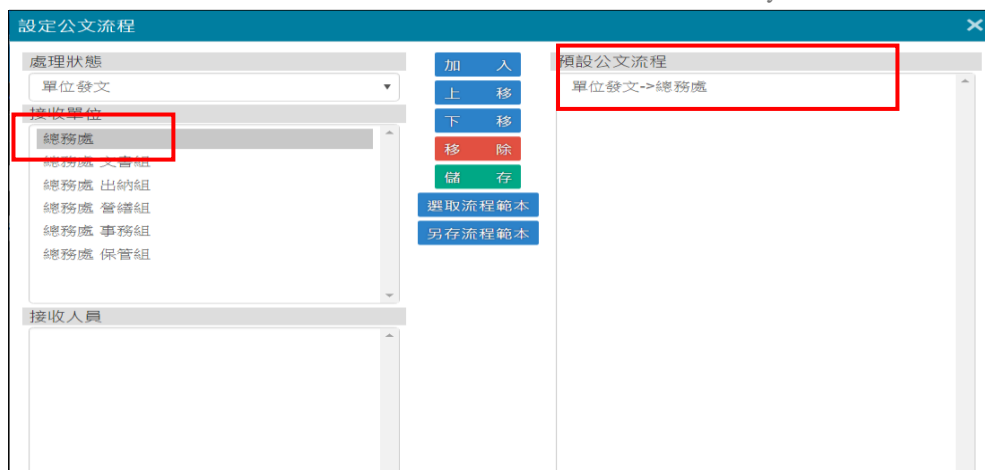 設定公文流程
處理狀態
單位發文
接收單位
總務處
總務處 文書組
總務處 出納組
總務處 營繕組
總務處 事務組
總務處 保管組
接收人員
加 入
上 移
下 移
移 除
儲 存
選取流程範本
另存流程範本
預設公文流程
單位發文->總務處